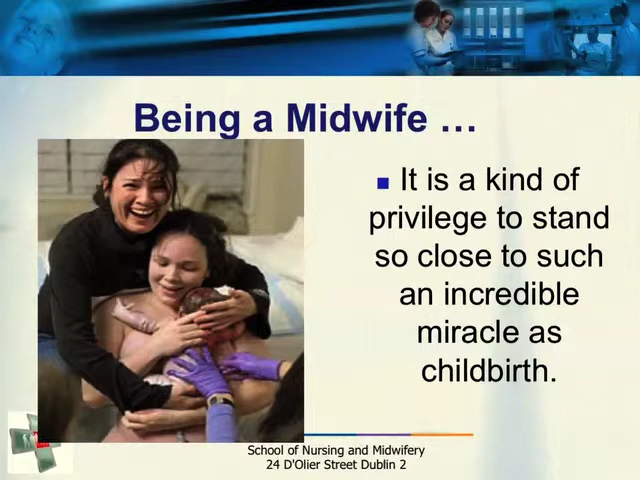 Being a Midwife …
■ It is a kind of
privilege to stand
so close to such
an incredible
miracle as
childbirth.
School of Nursing and Midwifery
24 D'Olier Street Dublin 2